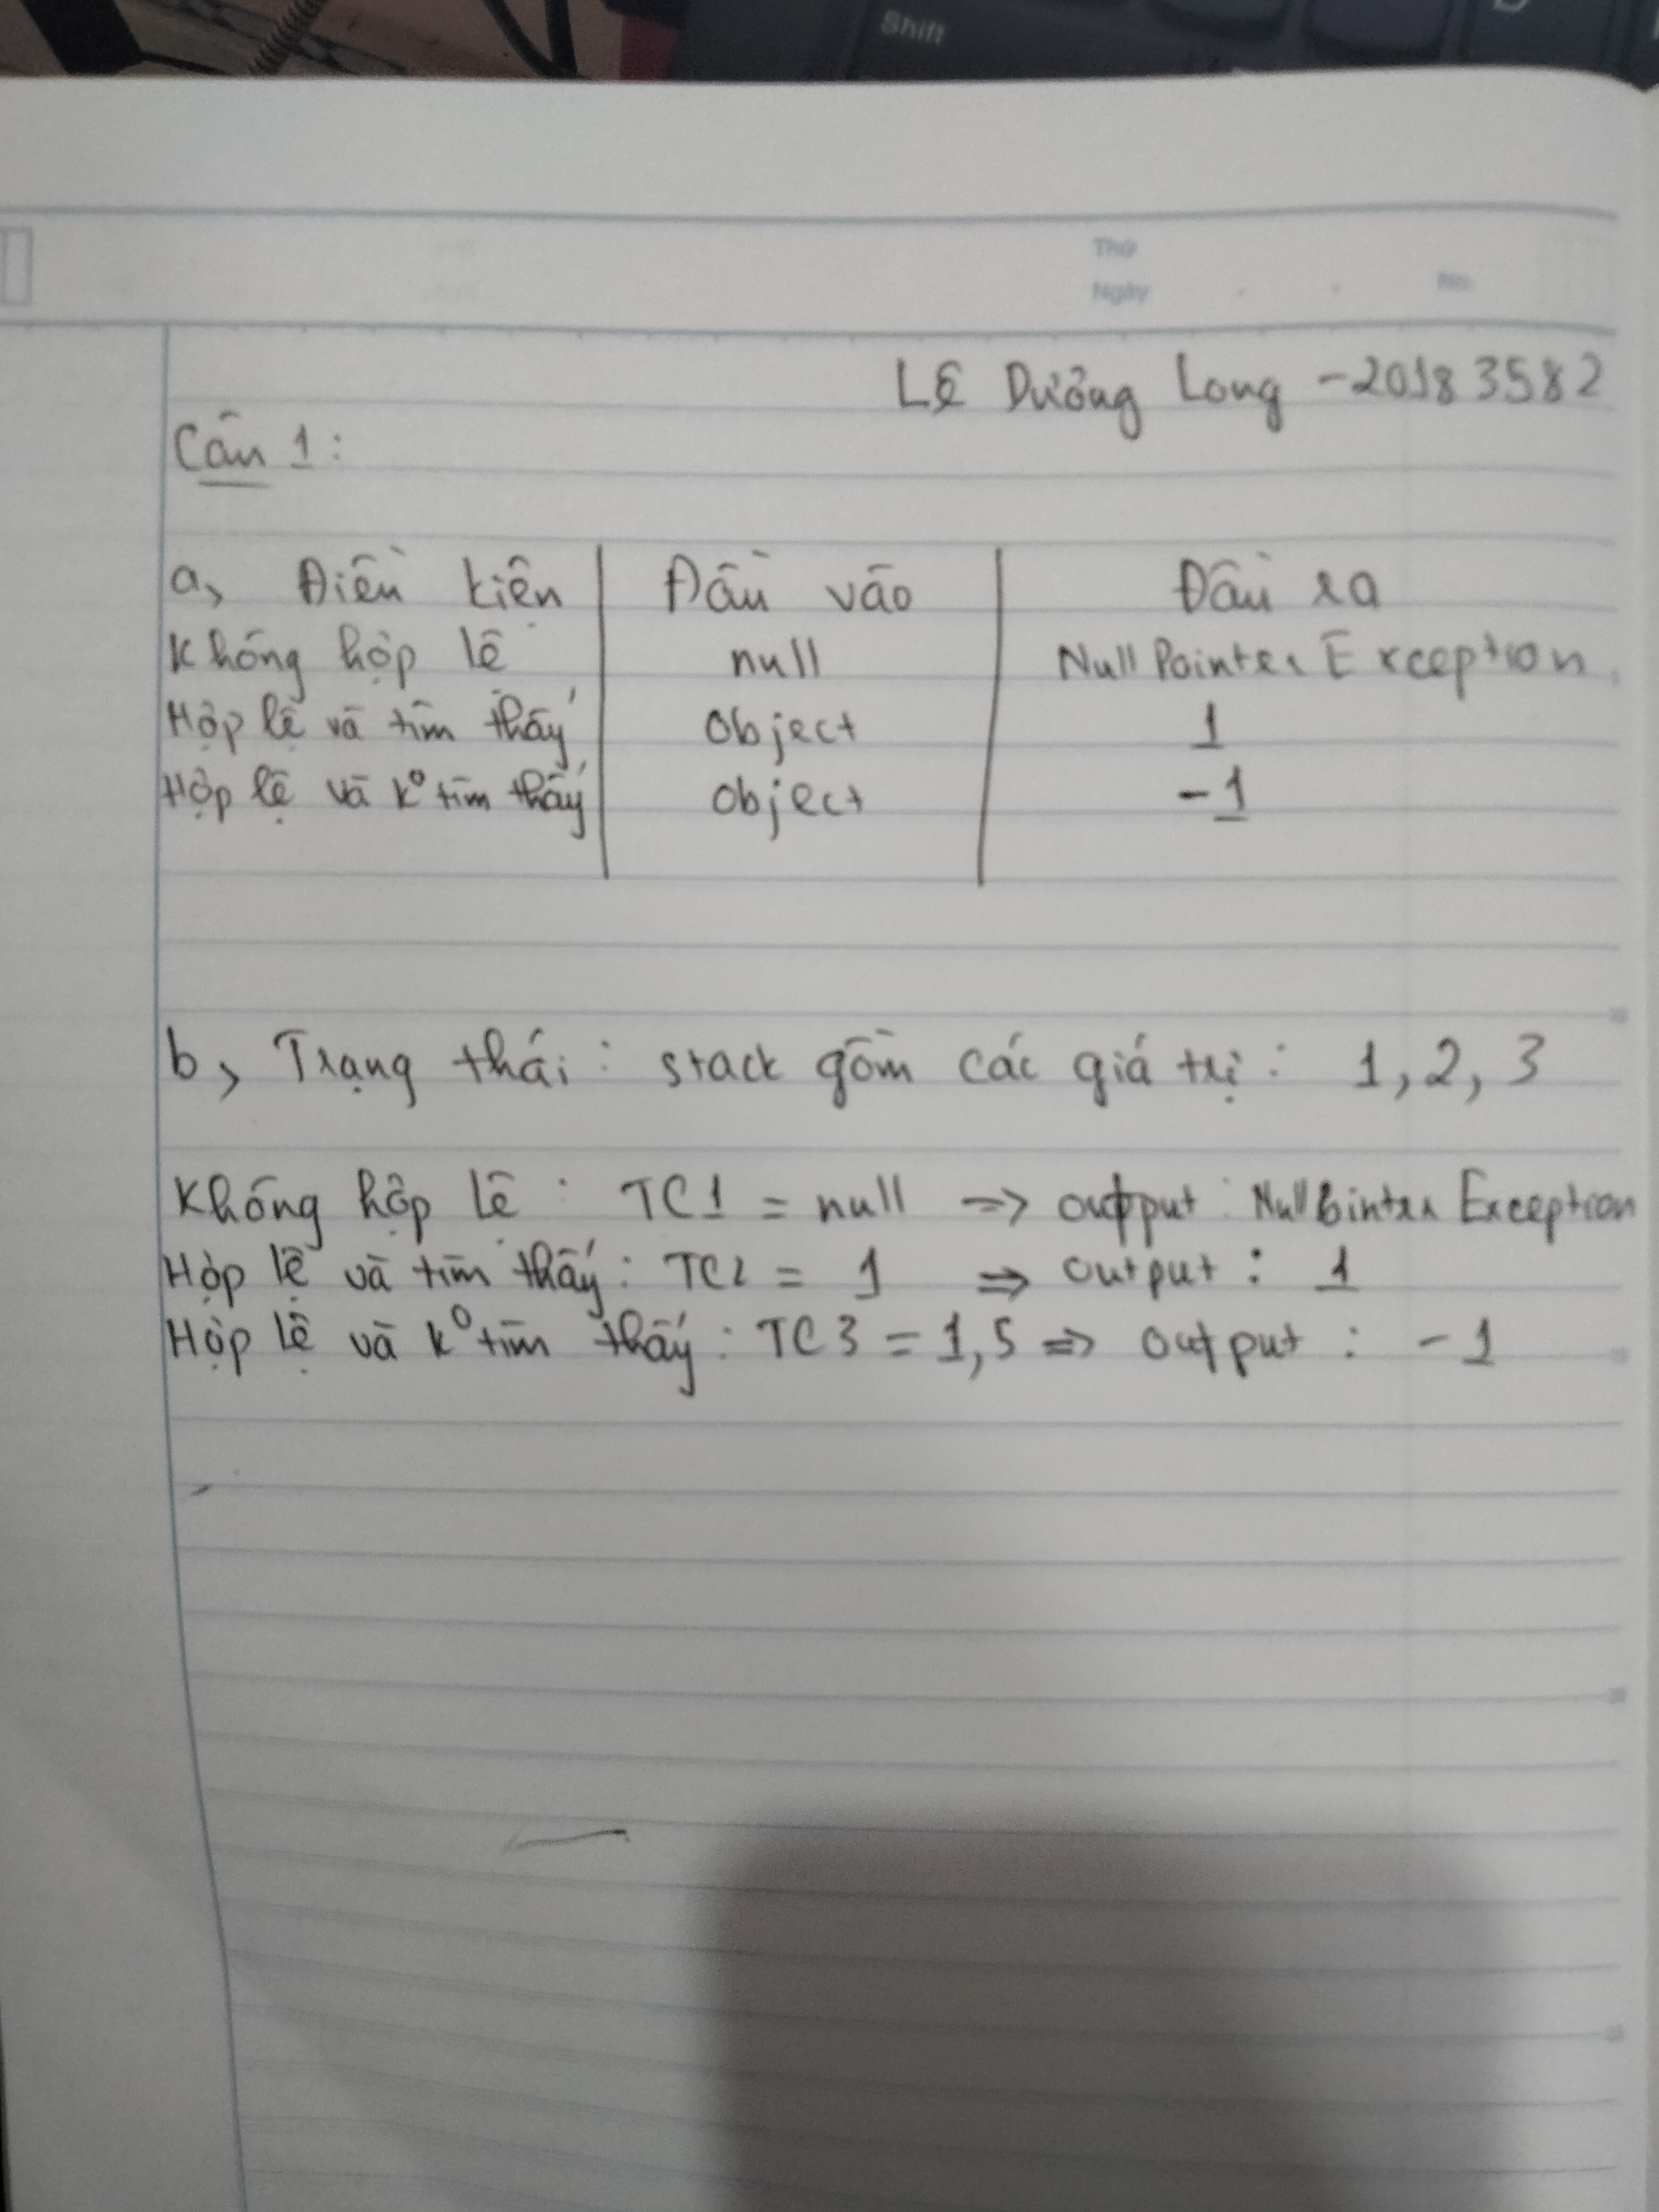 Shift
Thứ
Ngày No.
Lê Dưởng Long - 20183582
Câu 1:
a, Điều kiện | Đầu vào | Đầu ra
Không hợp lệ | null | NullPointerException
Hợp lệ và tìm thấy | Object | 1
Hợp lệ và k° tìm thấy | Object | -1
b, Trạng thái: stack gồm các giá trị: 1, 2, 3
Không hợp lệ: TC1 = null => output: NullPointerException
Hợp lệ và tìm thấy: TC2 = 1 => output: 1
Hợp lệ và k° tìm thấy: TC3 = 1,5 => output: -1